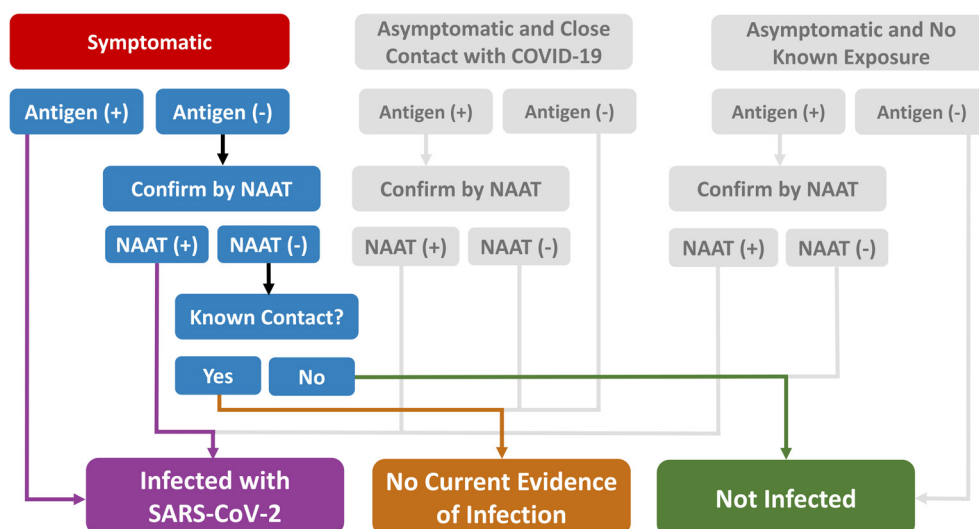 Symptomatic
Asymptomatic and Close
Contact with COVID-19
Asymptomatic and No
Known Exposure
Antigen (+)
Antigen (-)
Antigen (+)
Antigen (-)
Antigen (+)
Antigen (-)
Confirm by NAAT
Confirm by NAAT
Confirm by NAAT
NAAT (+)
NAAT (-)
NAAT (+)
NAAT (-)
NAAT (+)
NAAT (-)
Known Contact?
Yes
No
Infected with
SARS-CoV-2
No Current Evidence
of Infection
Not Infected